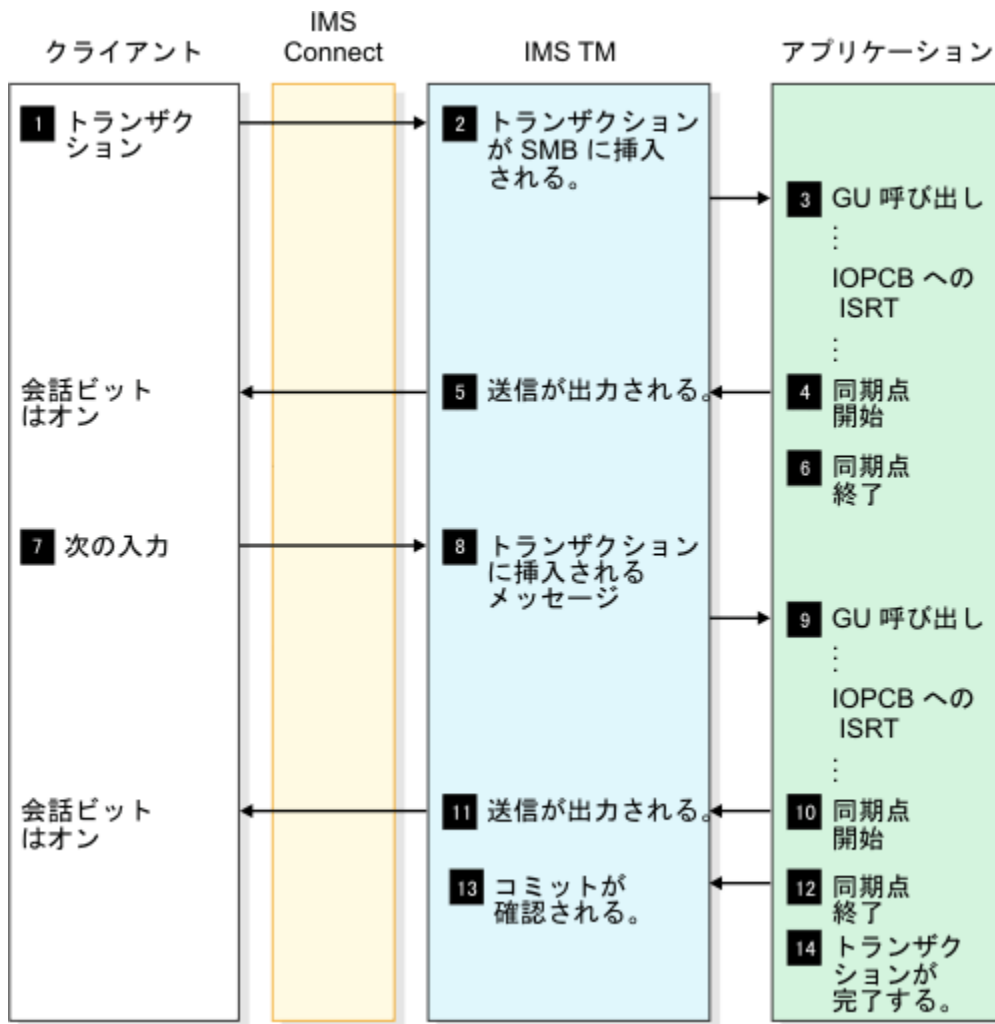 クライアント
IMS
Connect
IMS TM
アプリケーション
1 トランザク
ション
2 トランザクション
が SMB に挿入
される。
3 GU 呼び出し
⋮
IOPCB への
ISRT
⋮
会話ビット
はオン
5 送信が出力される。
4 同期点
開始
6 同期点
終了
7 次の入力
8 トランザクション
に挿入される
メッセージ
9 GU 呼び出し
⋮
IOPCB への
ISRT
⋮
会話ビット
はオン
11 送信が出力される。
10 同期点
開始
13 コミットが
確認される。
12 同期点
終了
14 トランザク
ションが
完了する。